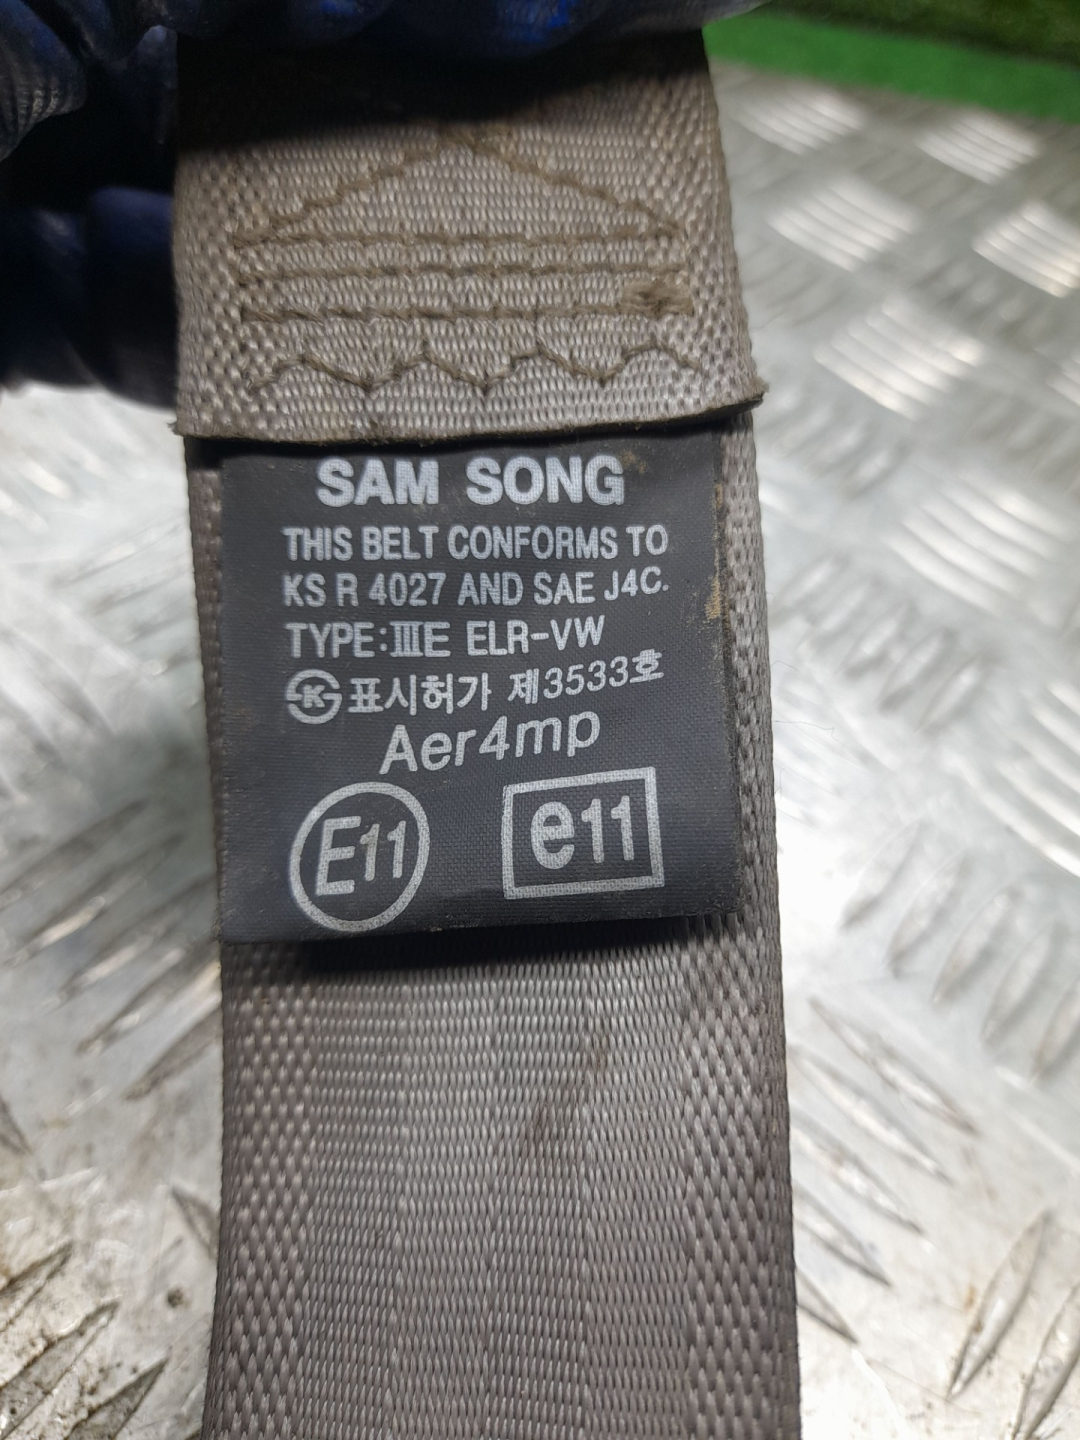 SAM SONG
THIS BELT CONFORMS TO
KS R 4027 AND SAE J4C.
TYPE:ⅢE ELR-VW
K 표시허가 제3533호
Aer4mp
E11 e11